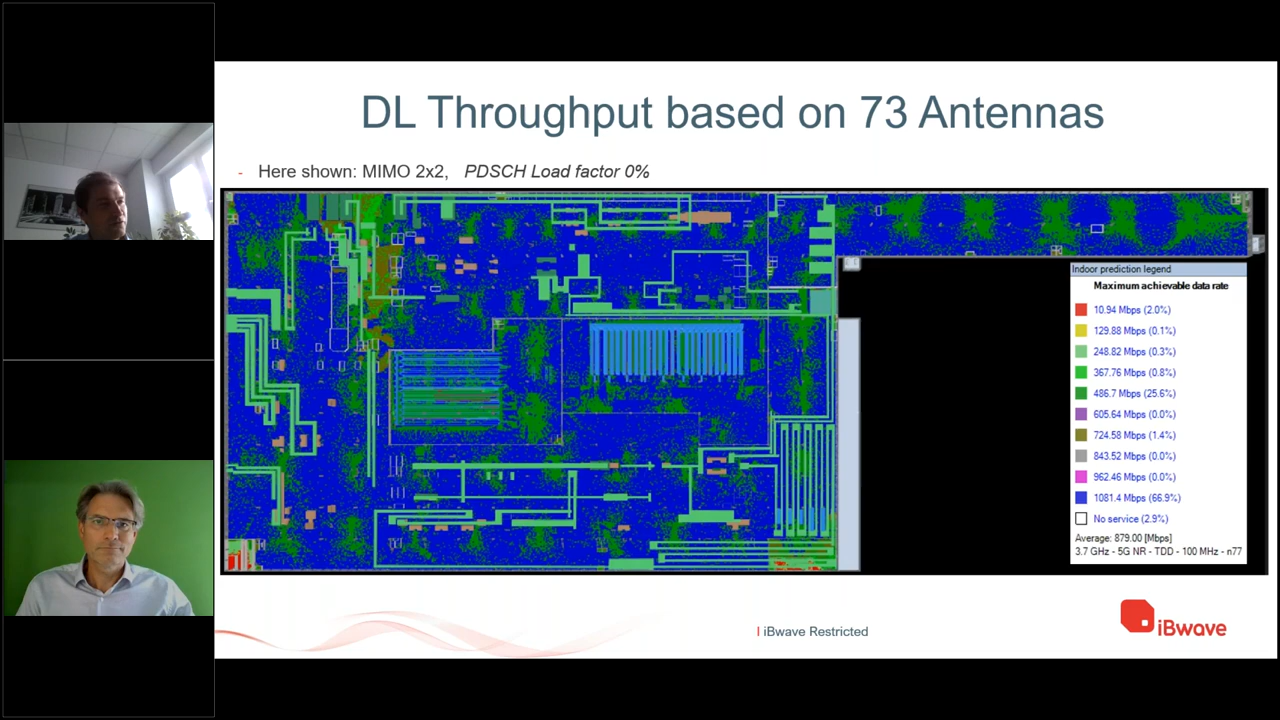 DL Throughput based on 73 Antennas
- Here shown: MIMO 2x2, PDSCH Load factor 0%
Indoor prediction legend
Maximum achievable data rate
10.94 Mbps (2.0%)
129.88 Mbps (0.1%)
248.82 Mbps (0.3%)
367.76 Mbps (0.8%)
486.7 Mbps (25.6%)
605.64 Mbps (0.0%)
724.58 Mbps (1.4%)
843.52 Mbps (0.0%)
962.46 Mbps (0.0%)
1081.4 Mbps (66.9%)
No service (2.9%)
Average: 879.00 [Mbps]
3.7 GHz - 5G NR - TDD - 100 MHz - n77
| iBwave Restricted
iBwave